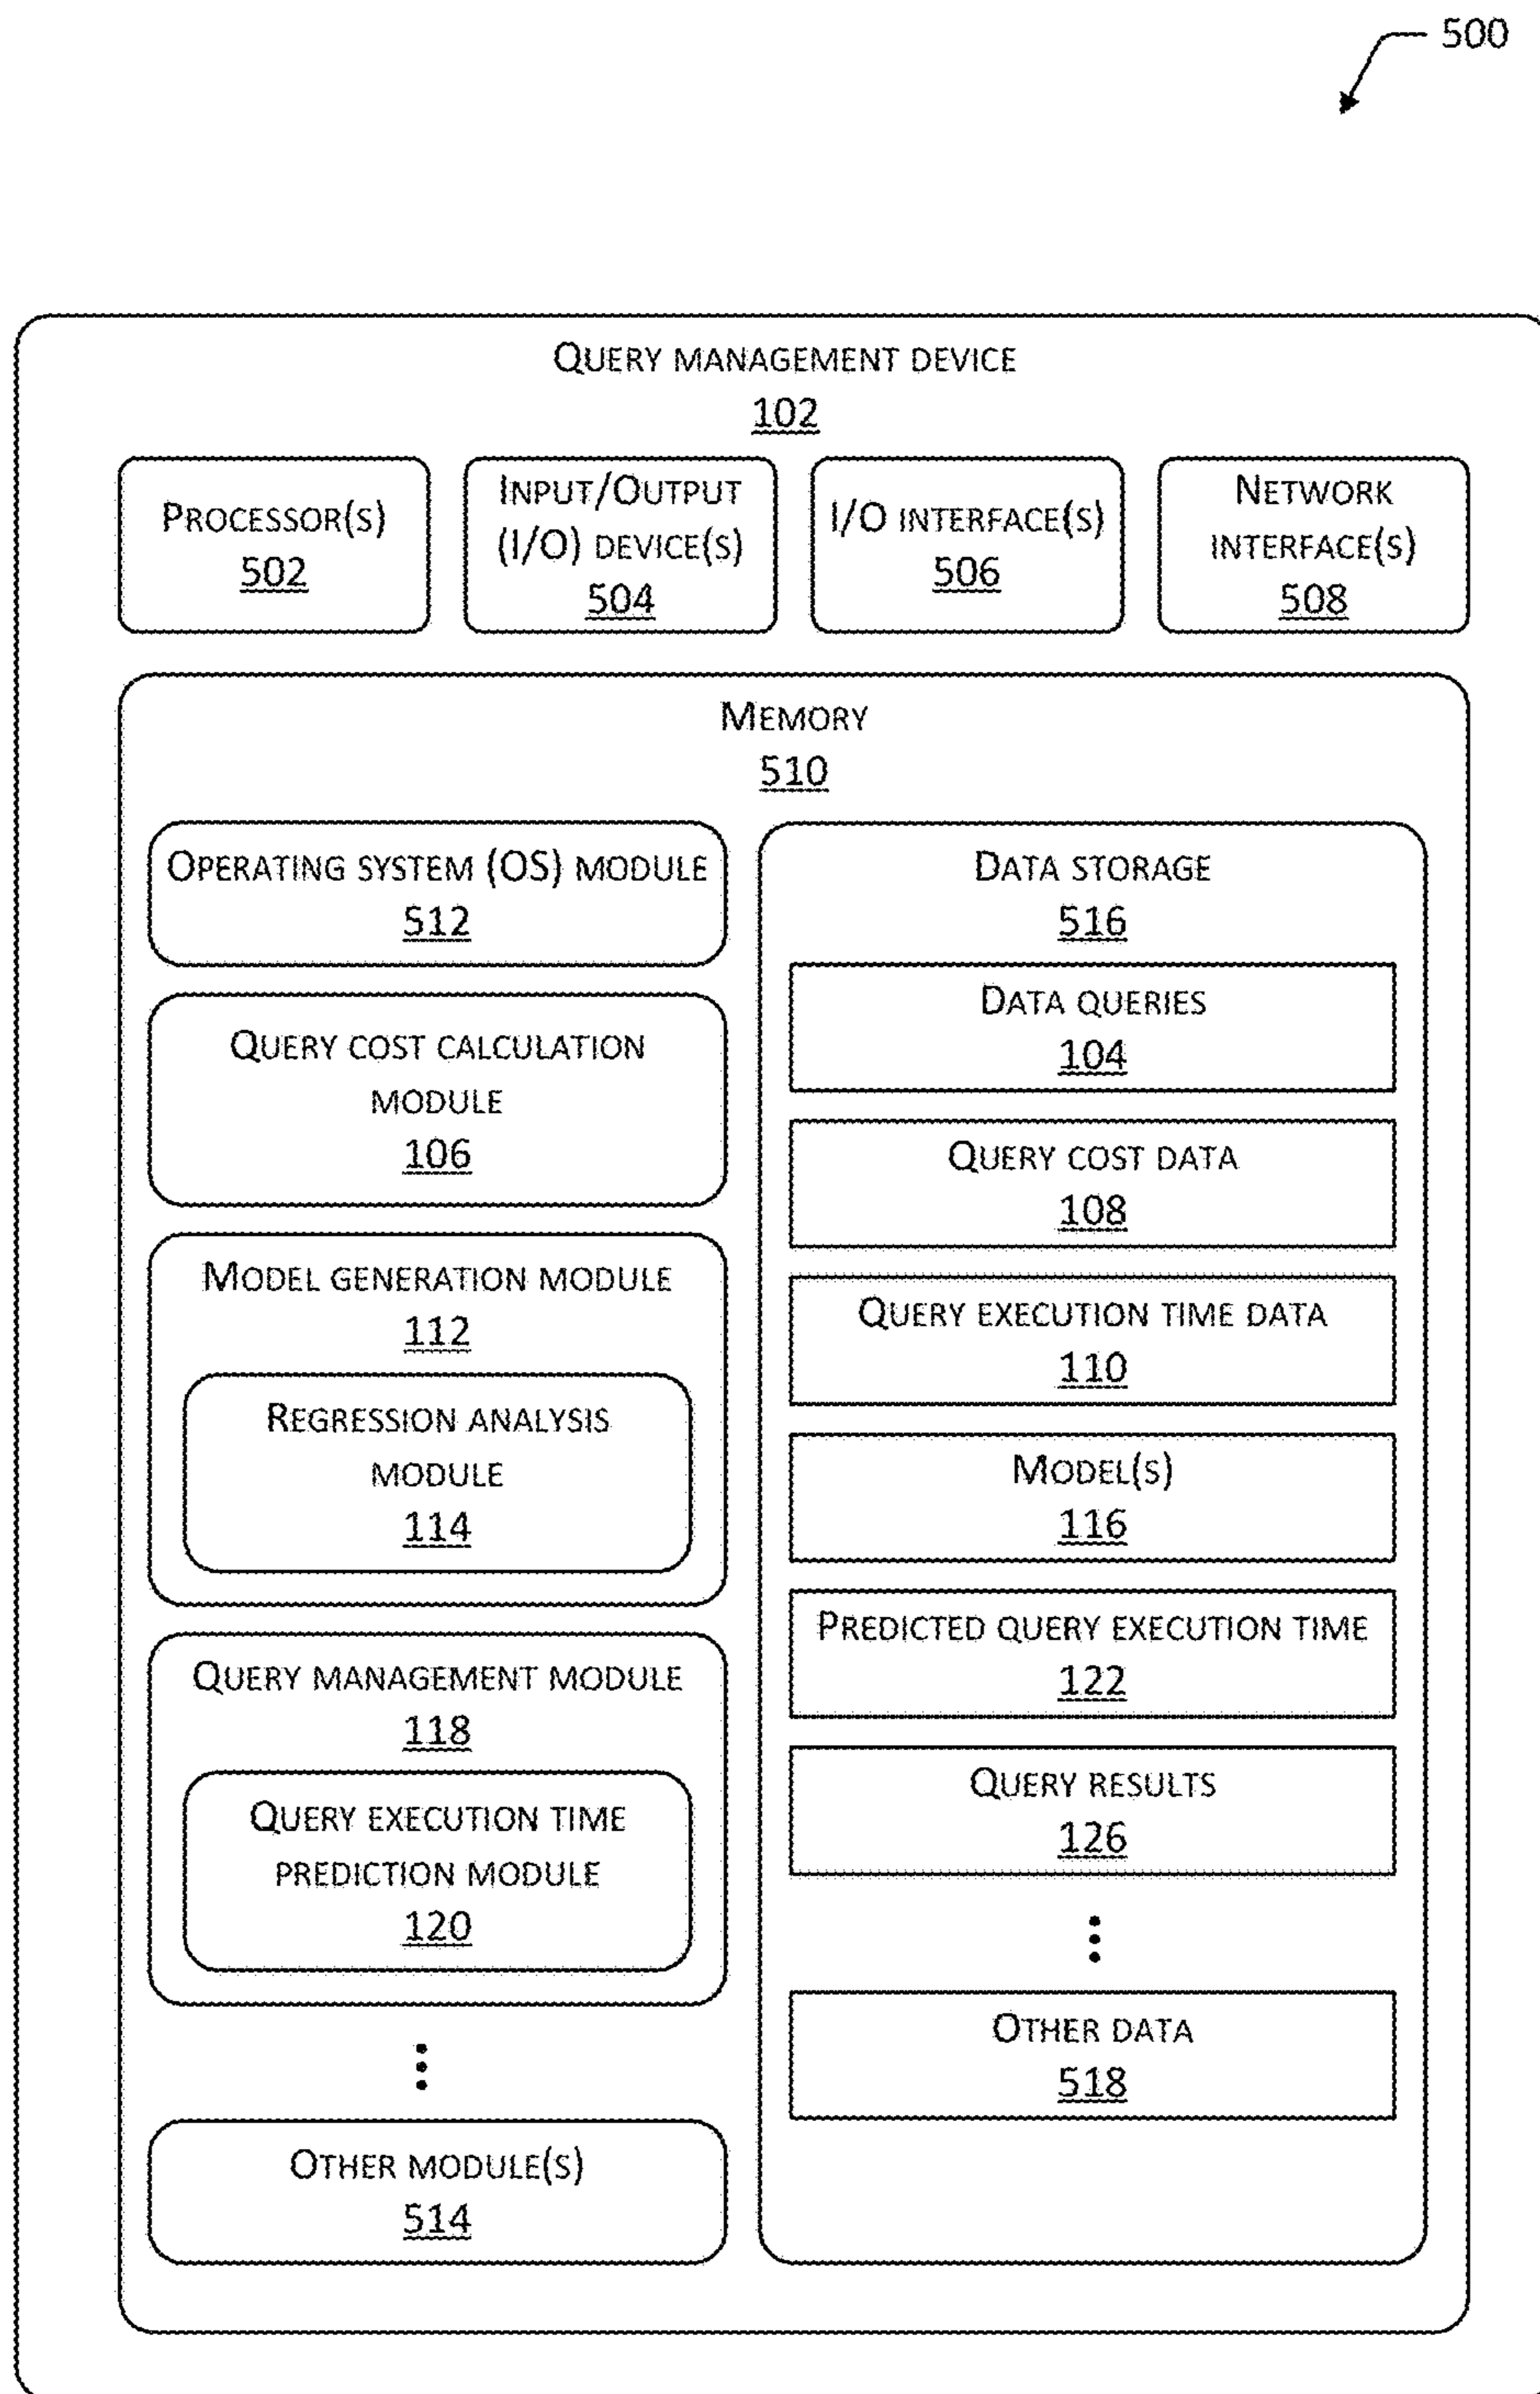 500
QUERY MANAGEMENT DEVICE
102
PROCESSOR(S)
502
INPUT/OUTPUT
(I/O) DEVICE(S)
504
I/O INTERFACE(S)
506
NETWORK
INTERFACE(S)
508
MEMORY
510
OPERATING SYSTEM (OS) MODULE
512
QUERY COST CALCULATION
MODULE
106
MODEL GENERATION MODULE
112
REGRESSION ANALYSIS
MODULE
114
QUERY MANAGEMENT MODULE
118
QUERY EXECUTION TIME
PREDICTION MODULE
120
OTHER MODULE(S)
514
DATA STORAGE
516
DATA QUERIES
104
QUERY COST DATA
108
QUERY EXECUTION TIME DATA
110
MODEL(S)
116
PREDICTED QUERY EXECUTION TIME
122
QUERY RESULTS
126
OTHER DATA
518